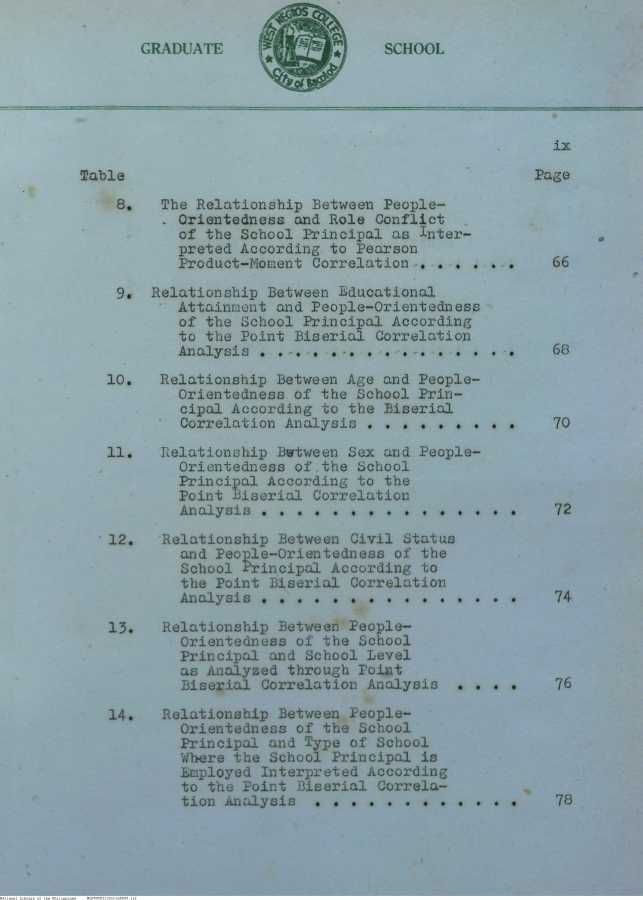 GRADUATE SCHOOL
WEST NEGROS COLLEGE
City of Bacolod
ix
Table Page
8. The Relationship Between People-
Orientedness and Role Conflict
of the School Principal as Inter-
preted According to Pearson
Product-Moment Correlation . . . . . . 66
9. Relationship Between Educational
Attainment and People-Orientedness
of the School Principal According
to the Point Biserial Correlation
Analysis . . . . . . . . . . . . . . . 68
10. Relationship Between Age and People-
Orientedness of the School Prin-
cipal According to the Biserial
Correlation Analysis . . . . . . . . . 70
11. Relationship Between Sex and People-
Orientedness of the School
Principal According to the
Point Biserial Correlation
Analysis . . . . . . . . . . . . . . . 72
12. Relationship Between Civil Status
and People-Orientedness of the
School Principal According to
the Point Biserial Correlation
Analysis . . . . . . . . . . . . . . . 74
13. Relationship Between People-
Orientedness of the School
Principal and School Level
as Analyzed through Point
Biserial Correlation Analysis . . . . 76
14. Relationship Between People-
Orientedness of the School
Principal and Type of School
Where the School Principal is
Employed Interpreted According
to the Point Biserial Correla-
tion Analysis . . . . . . . . . . . . 78
National Library of the Philippines